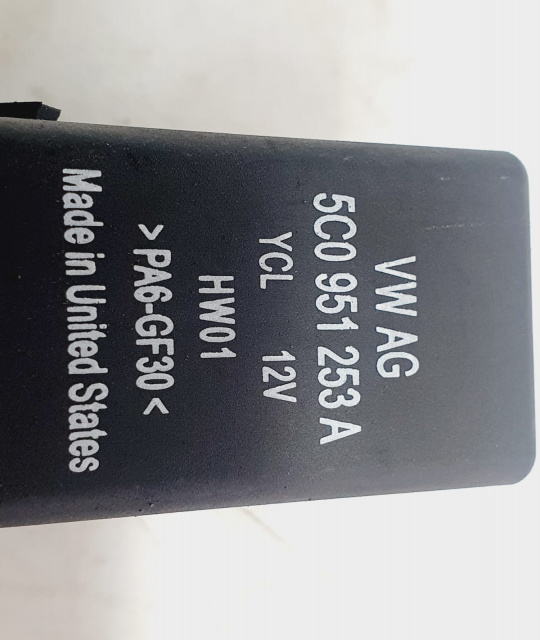 VW AG
5C0 951 253 A
YCL 12V
HW01
>PA6-GF30<
Made in United States